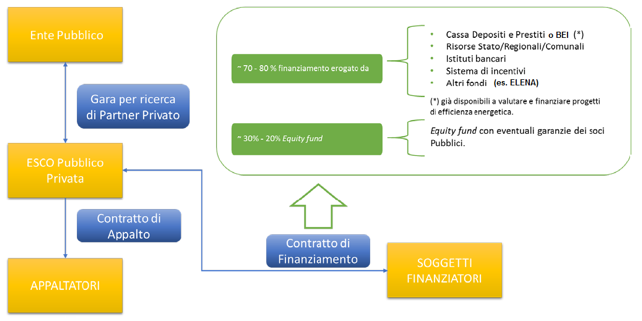 Ente Pubblico
Gara per ricerca
di Partner Privato
ESCO Pubblico
Privata
Contratto di
Appalto
APPALTATORI
~ 70 - 80 % finanziamento erogato da
• Cassa Depositi e Prestiti o BEI (*)
• Risorse Stato/Regionali/Comunali
• Istituti bancari
• Sistema di incentivi
• Altri fondi (es. ELENA)
(*) già disponibili a valutare e finanziare progetti
di efficienza energetica.
~ 30% - 20% Equity fund
Equity fund con eventuali garanzie dei soci
Pubblici.
Contratto di
Finanziamento
SOGGETTI
FINANZIATORI